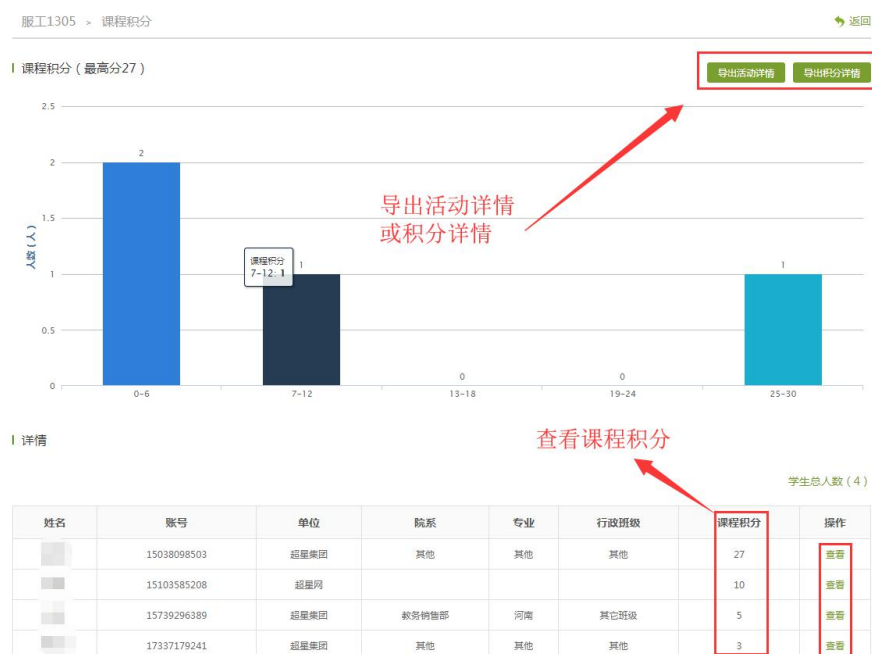 服工1305 > 课程积分
返回
课程积分（最高分27）
导出活动详情 导出积分详情
2.5
2
1.5
1
0.5
0
人数(人)
2
课程积分
7-12: 1
1
0
0
1
0-6 7-12 13-18 19-24 25-30
导出活动详情
或积分详情
详情
查看课程积分
学生总人数（4）
姓名 账号 单位 院系 专业 行政班级 课程积分 操作
15038098503 超星集团 其他 其他 其他 27 查看
15103585208 超星网 10 查看
15739296389 超星集团 教务销售部 河南 其它班级 5 查看
17337179241 超星集团 其他 其他 其他 3 查看